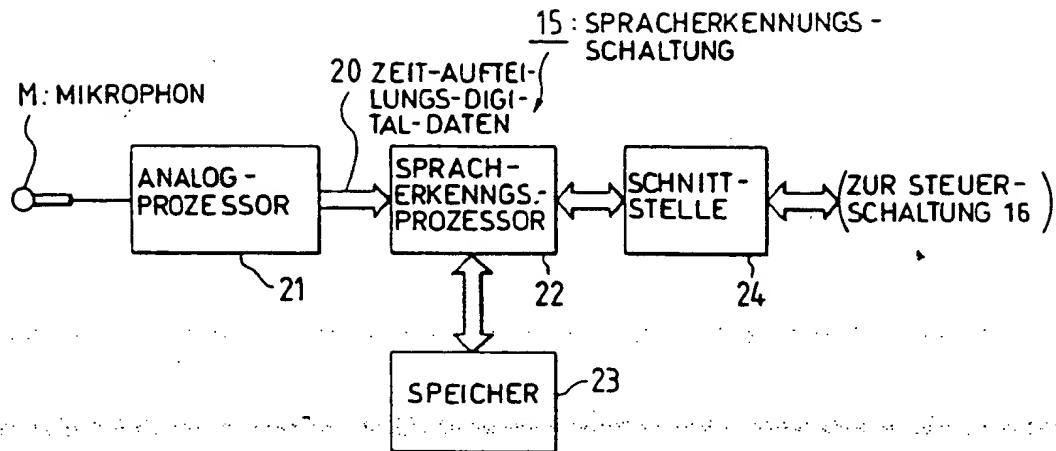 15: SPRACHERKENNUNGS-
SCHALTUNG
M: MIKROPHON
20 ZEIT-AUFTEI-
LUNGS-DIGI-
TAL-DATEN
ANALOG-
PROZESSOR
SPRACH-
ERKENNGS.-
PROZESSOR
SCHNITT-
STELLE
(ZUR STEUER-
SCHALTUNG 16)
21
22
24
SPEICHER
23